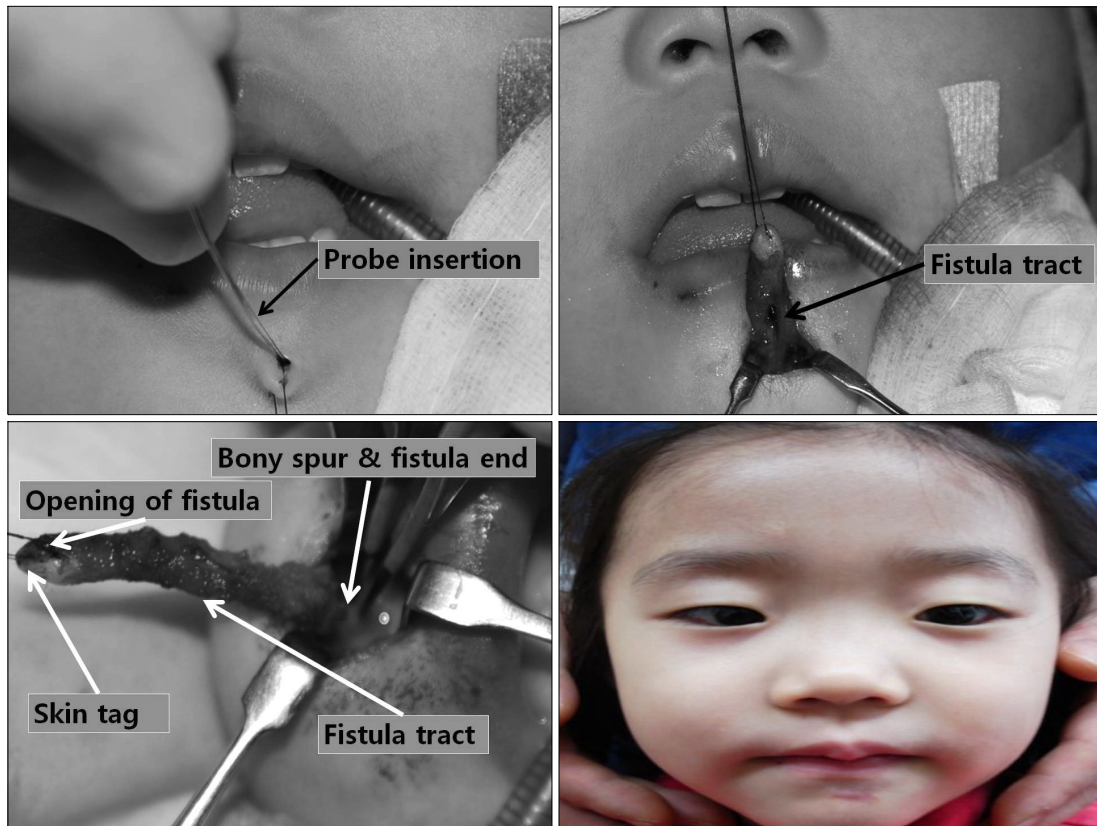 Probe insertion
Fistula tract
Bony spur & fistula end
Opening of fistula
Skin tag
Fistula tract